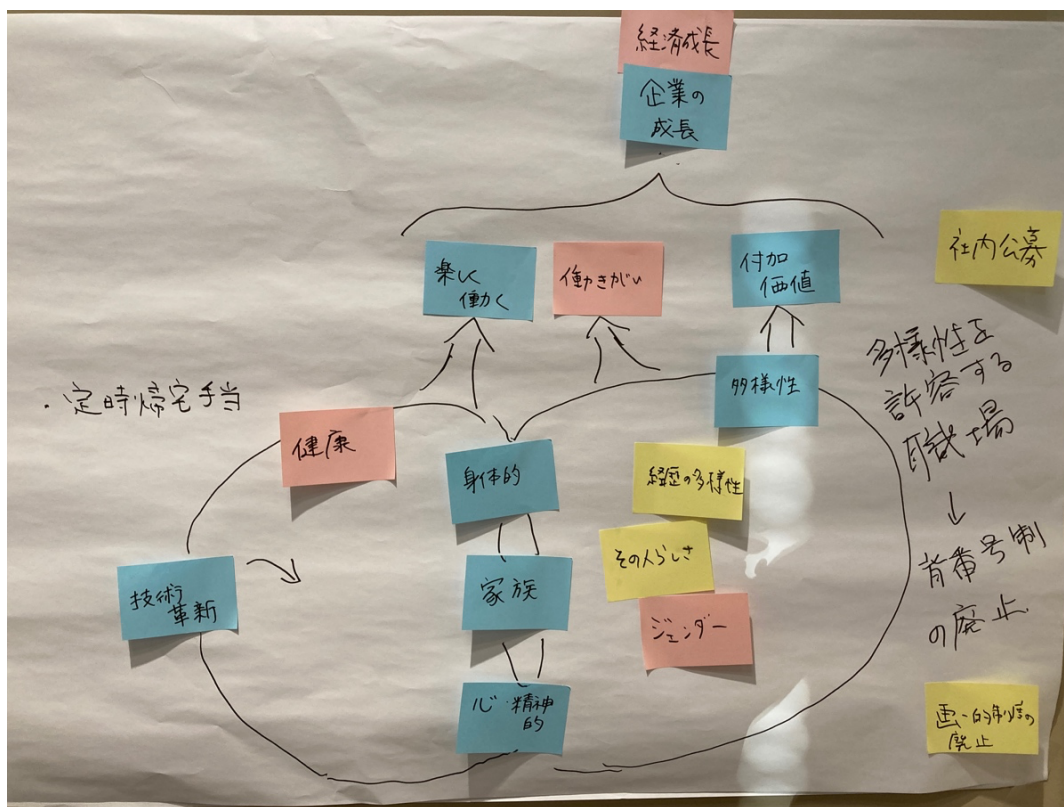 経済成長
企業の
成長
楽しく
働く
働きがい
付加
価値
社内公募
・定時帰宅手当
健康
身体的
多様性
経歴の多様性
その人らしさ
ジェンダー
技術
革新
家族
心・精神
的
多様性を
許容する
職場
↓
背番号制
の廃止
画一的制度の
廃止